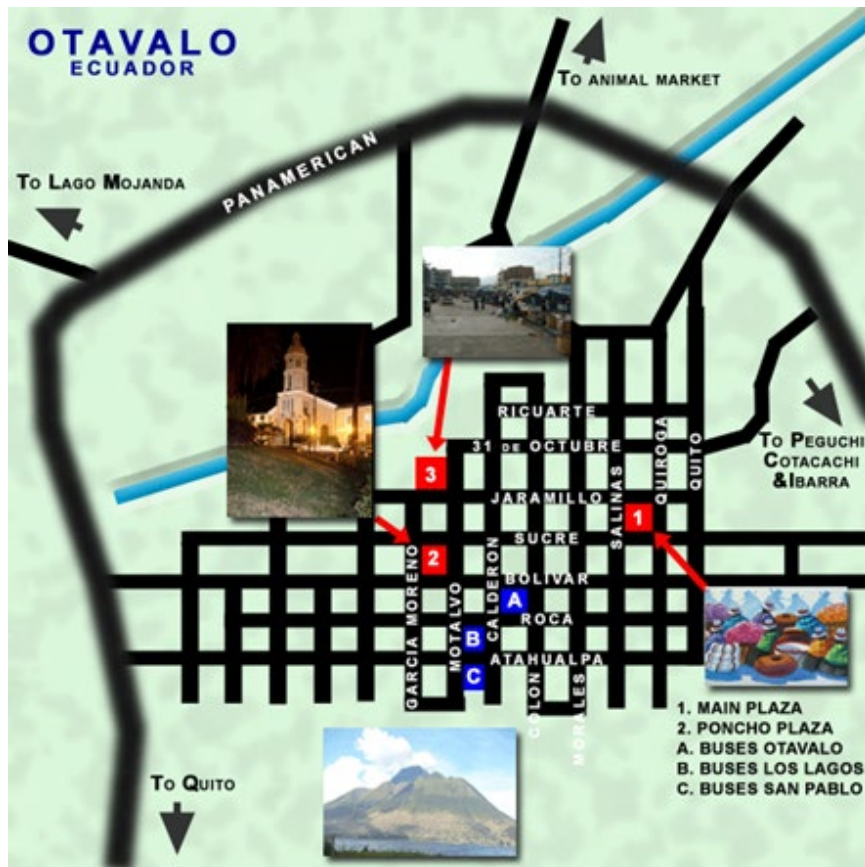 OTAVALO
ECUADOR
TO ANIMAL MARKET
PANAMERICAN
TO LAGO MOJANDA
RICUARTE
31 DE OCTUBRE
TO PEGUCHI
COTACACHI
&IBARRA
3
JARAMILLO
SALINAS
QUIROGA
QUITO
1
SUCRE
2
GARCIA MORENO
MOTALVO
CALDERON
BOLIVAR
A
ROCA
B
ATAHUALPA
C
COLON
MORALES
1. MAIN PLAZA
2. PONCHO PLAZA
A. BUSES OTAVALO
B. BUSES LOS LAGOS
C. BUSES SAN PABLO
TO QUITO